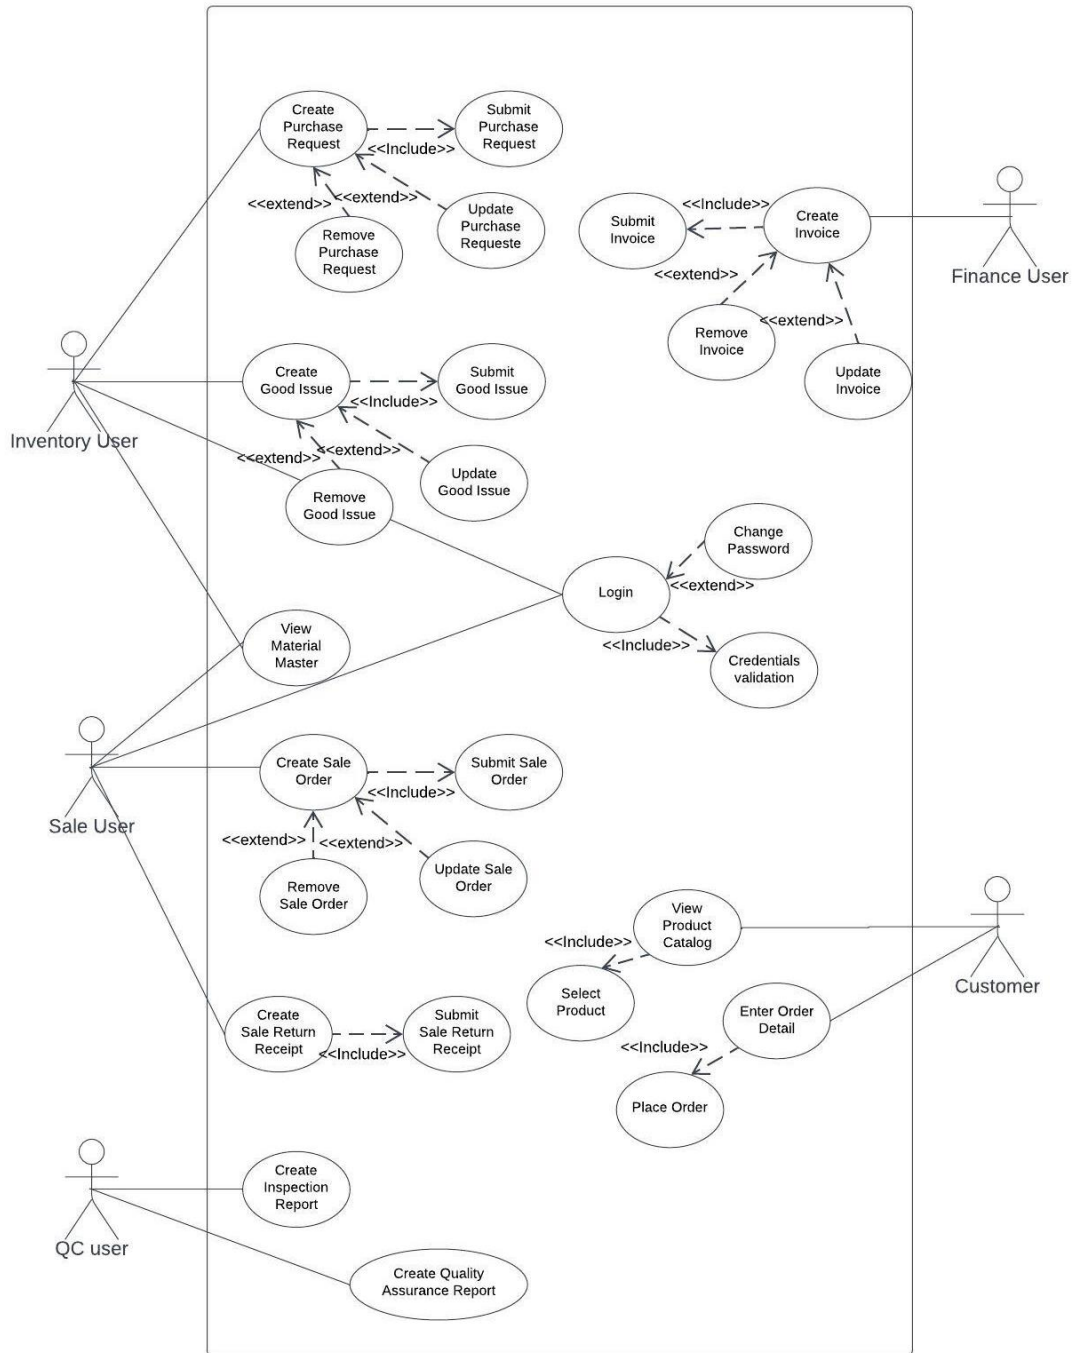 Create
Purchase
Request
Submit
Purchase
Request
<<Include>>
<<extend>>
<<extend>>
Remove
Purchase
Request
Update
Purchase
Requeste
Submit
Invoice
<<Include>>
Create
Invoice
<<extend>>
Remove
Invoice
<<extend>>
Update
Invoice
Finance User
Inventory User
Create
Good Issue
Submit
Good Issue
<<Include>>
<<extend>>
<<extend>>
Remove
Good Issue
Update
Good Issue
Change
Password
Login
<<extend>>
<<Include>>
Credentials
validation
View
Material
Master
Sale User
Create Sale
Order
Submit Sale
Order
<<Include>>
<<extend>>
<<extend>>
Remove
Sale Order
Update Sale
Order
View
Product
Catalog
<<Include>>
Select
Product
Customer
Enter Order
Detail
<<Include>>
Place Order
Create
Sale Return
Receipt
Submit
Sale Return
Receipt
<<Include>>
QC user
Create
Inspection
Report
Create Quality
Assurance Report